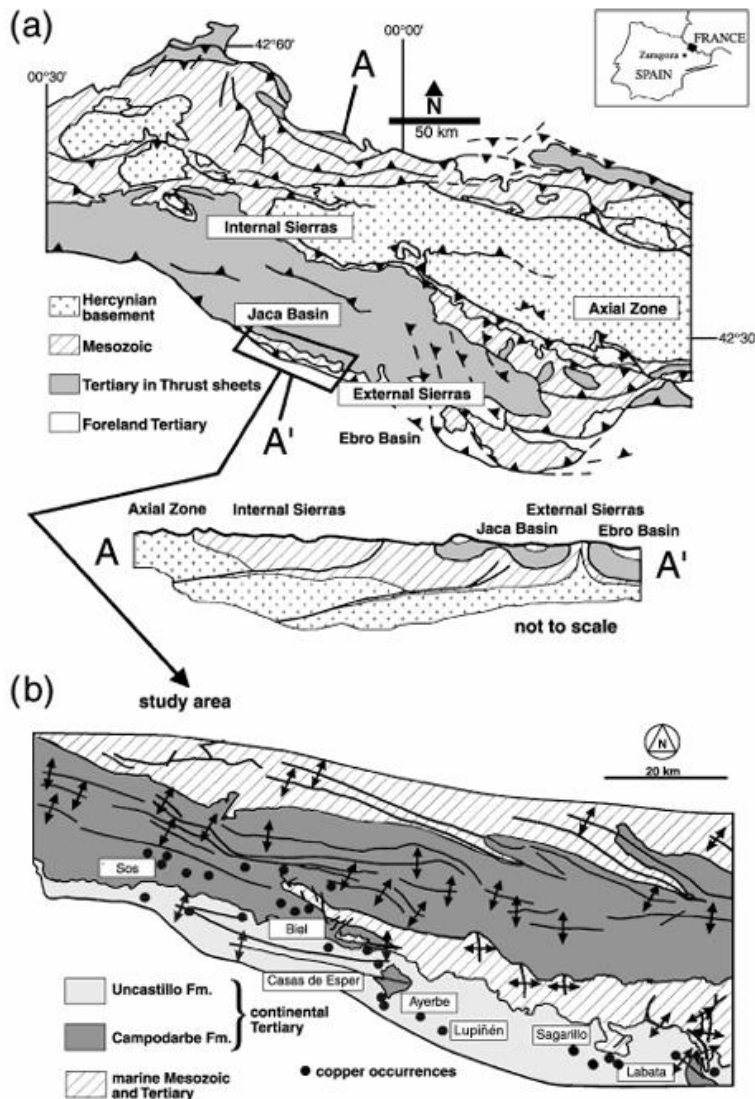 (a)
42°60'
00°00'
00°30'
A
N
50 km
FRANCE
Zaragoza
SPAIN
Internal Sierras
Hercynian
basement
Jaca Basin
Axial Zone
42°30'
Mesozoic
Tertiary in Thrust sheets
External Sierras
Foreland Tertiary
A'
Ebro Basin
Axial Zone
Internal Sierras
External Sierras
Jaca Basin
Ebro Basin
A
A'
not to scale
(b)
study area
N
20 km
Sos
Biel
Casas de Esper
Uncastillo Fm.
continental
Tertiary
Ayerbe
Lupiñén
Sagarillo
Campodarbe Fm.
Labata
marine Mesozoic
and Tertiary
copper occurrences